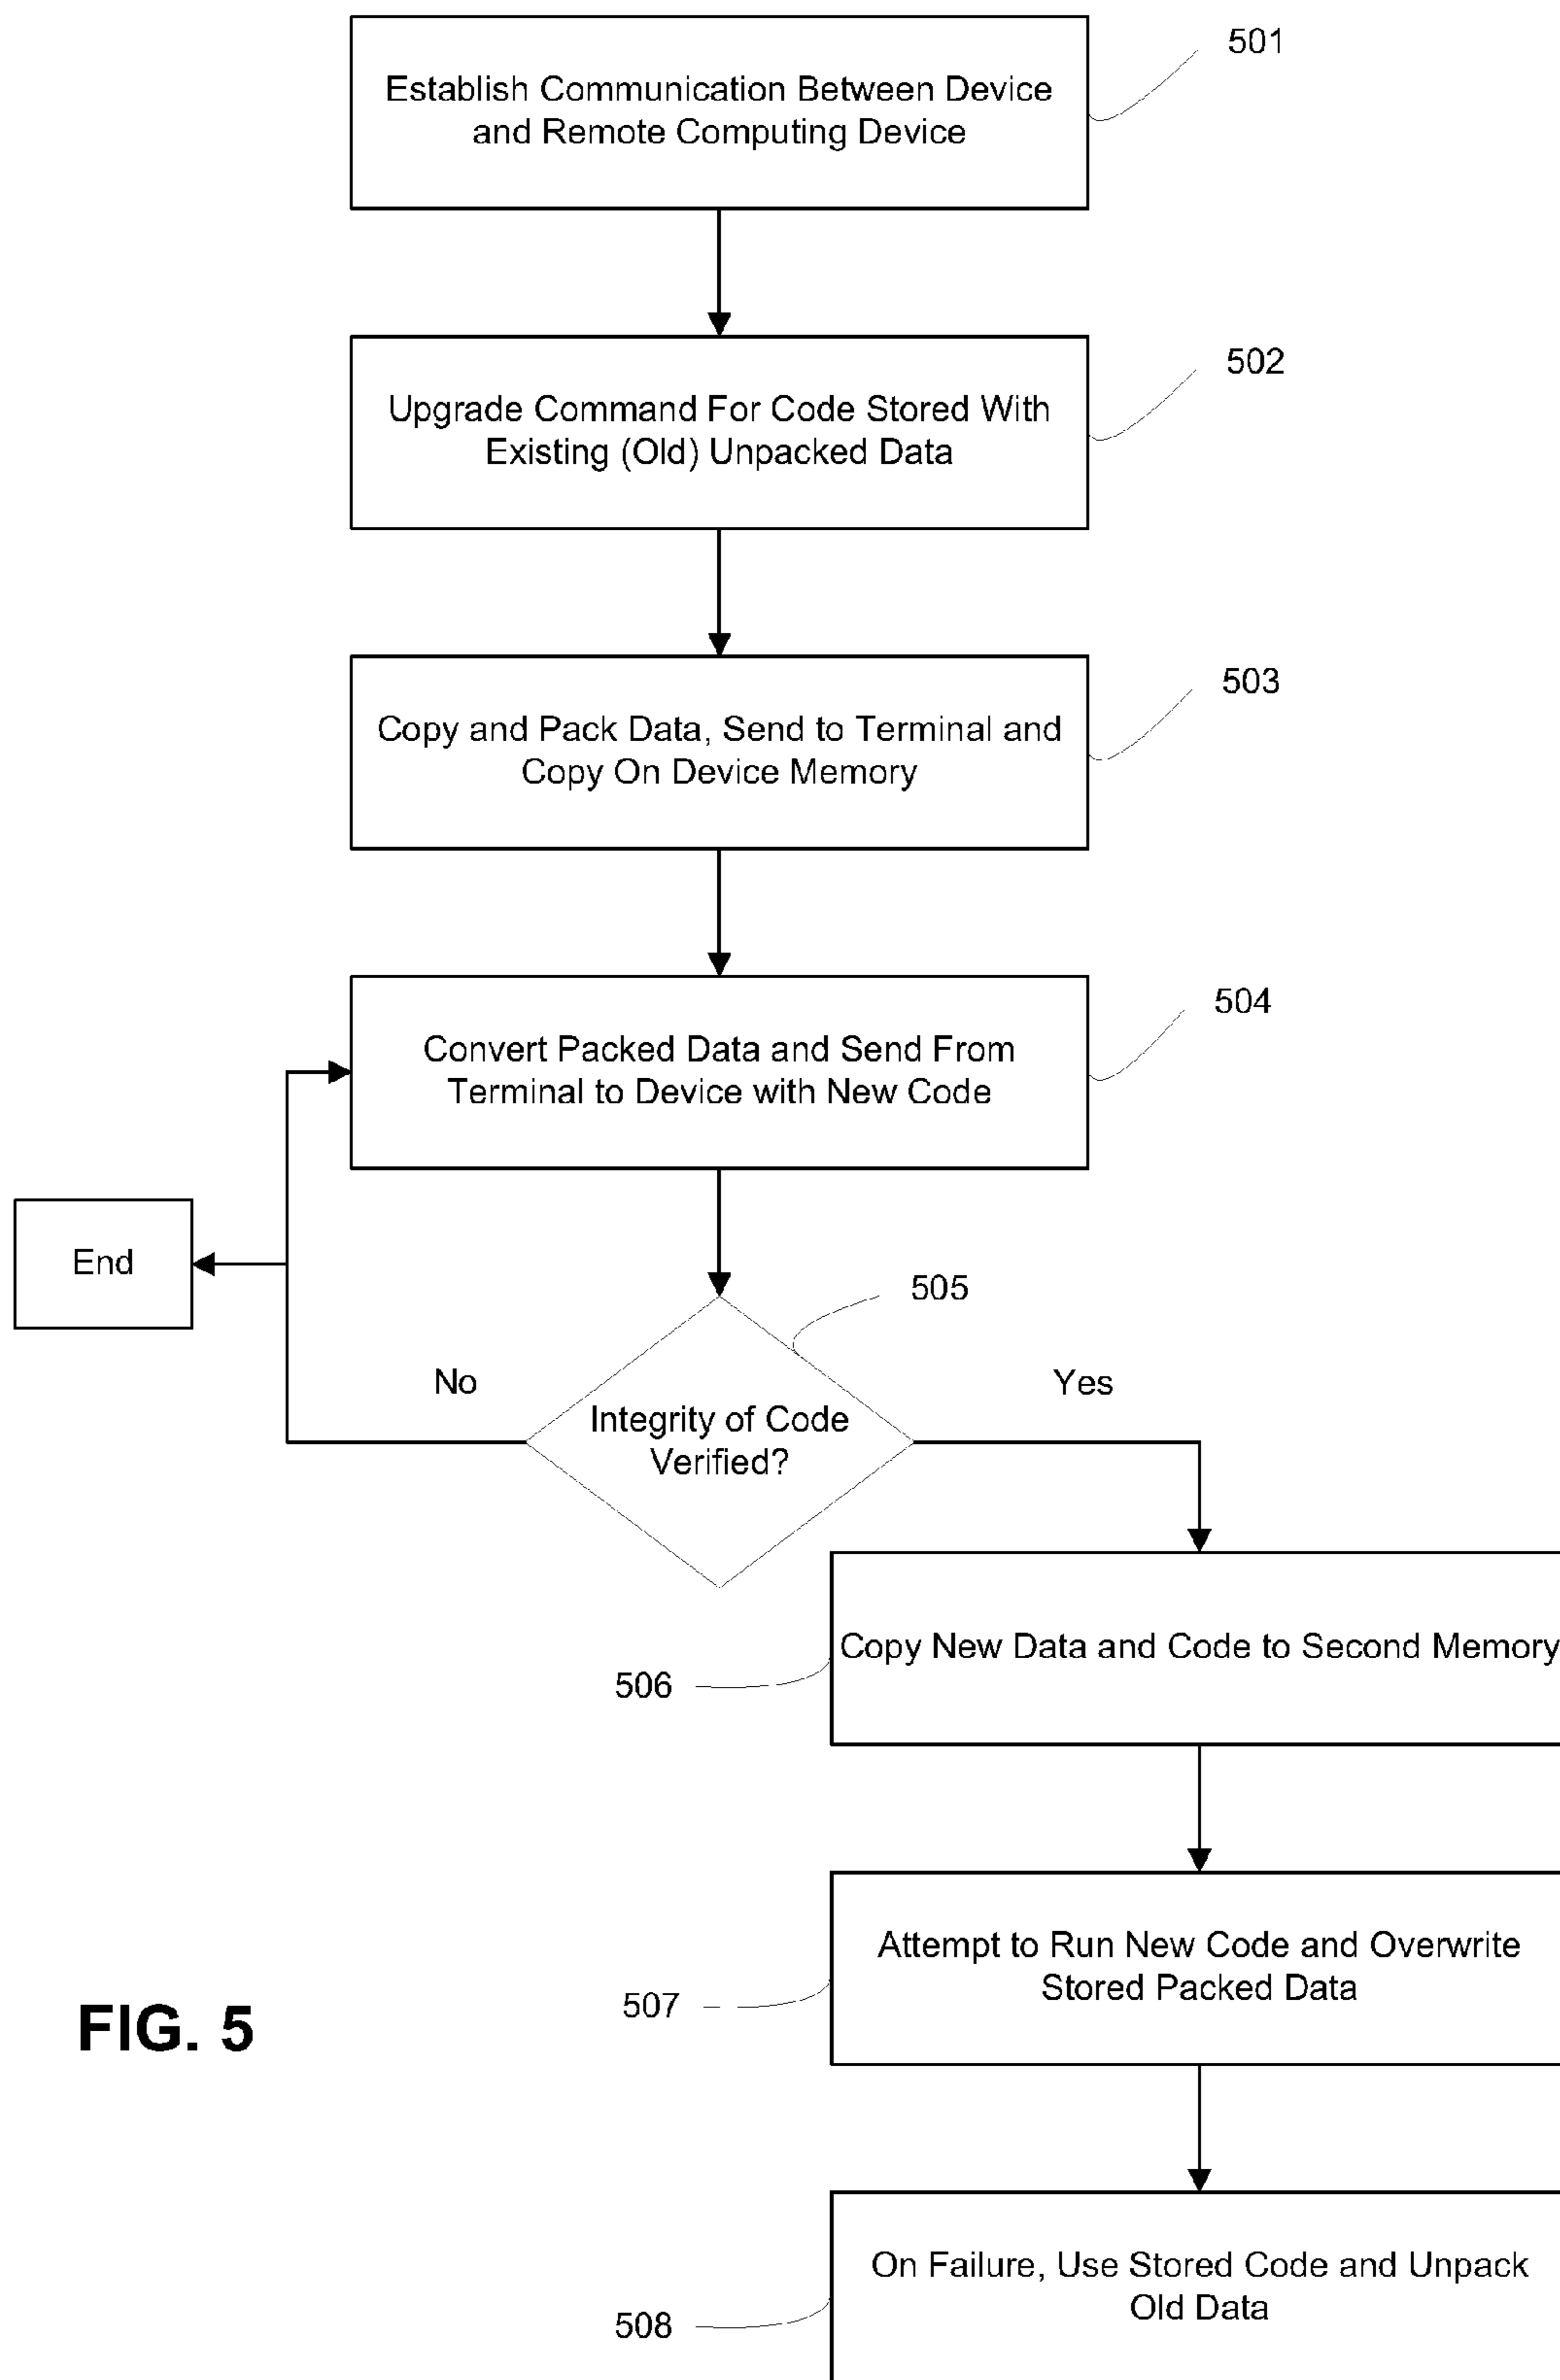 501
Establish Communication Between Device
and Remote Computing Device
502
Upgrade Command For Code Stored With
Existing (Old) Unpacked Data
503
Copy and Pack Data, Send to Terminal and
Copy On Device Memory
504
Convert Packed Data and Send From
Terminal to Device with New Code
End
505
No
Yes
Integrity of Code
Verified?
Copy New Data and Code to Second Memory
506
Attempt to Run New Code and Overwrite
Stored Packed Data
507
FIG. 5
On Failure, Use Stored Code and Unpack
Old Data
508